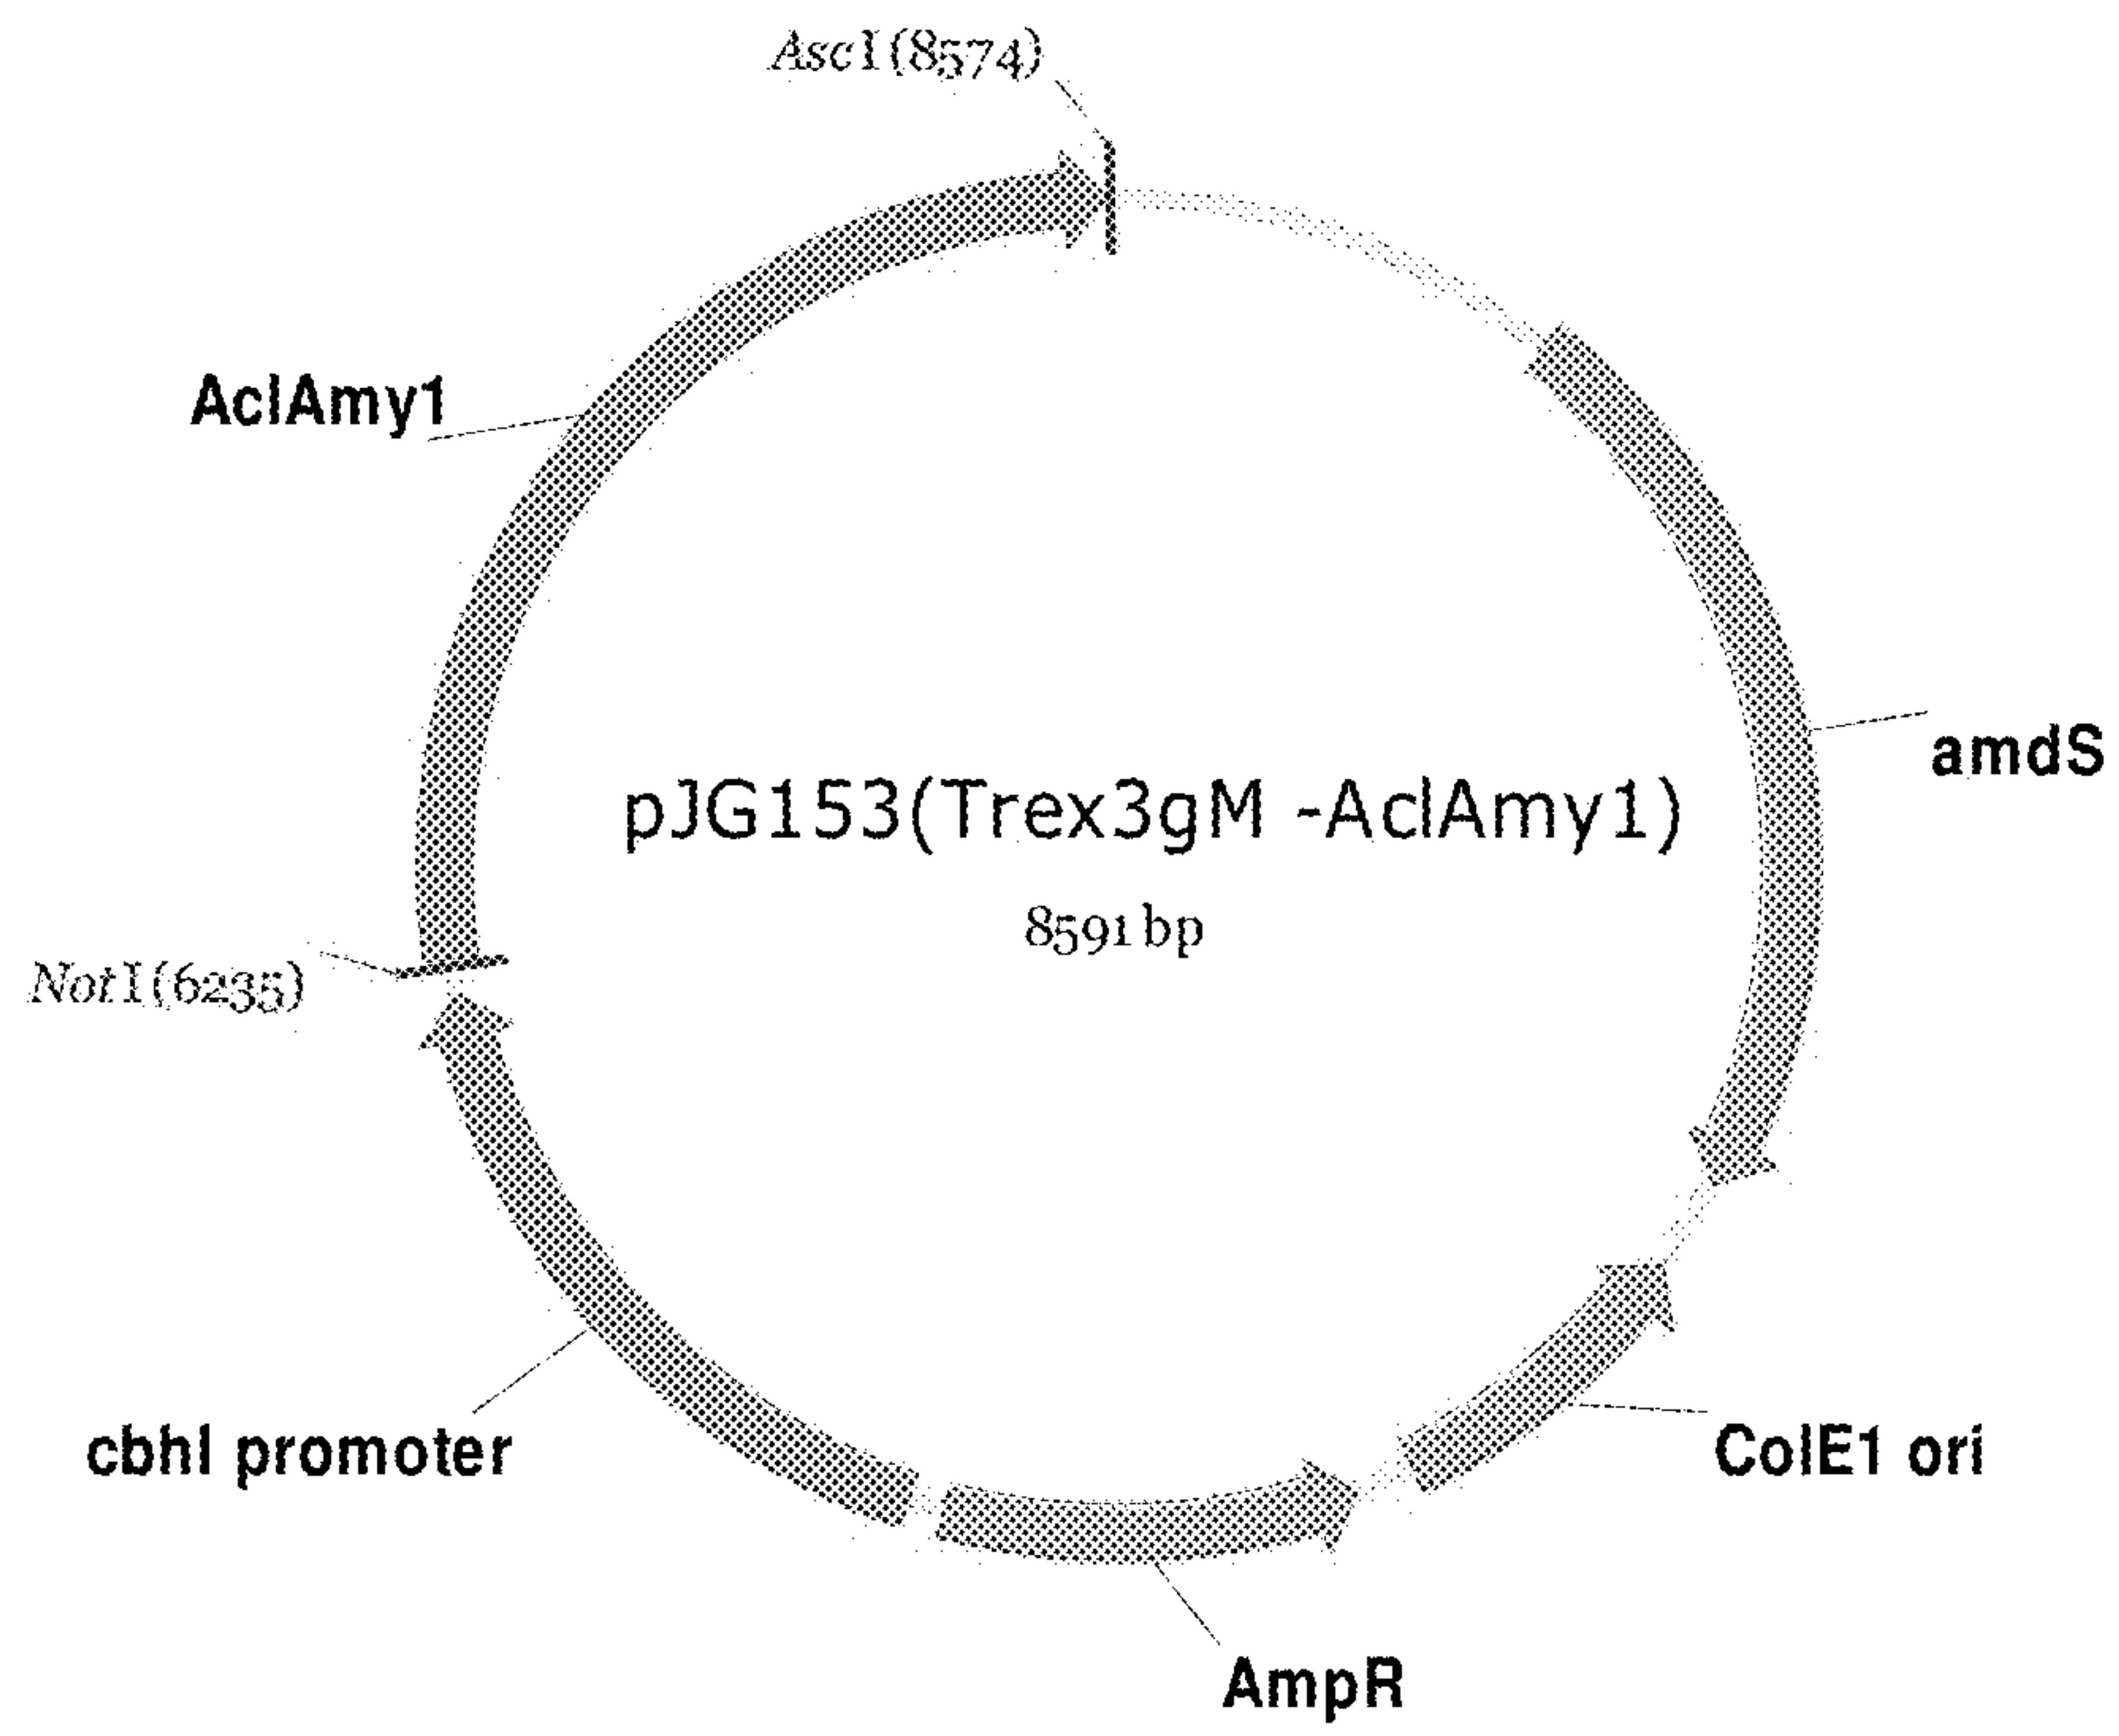 AscI(8574)
AclAmy1
amdS
pJG153(Trex3gM -AclAmy1)
8591 bp
NotI(6235)
cbhI promoter
ColE1 ori
AmpR